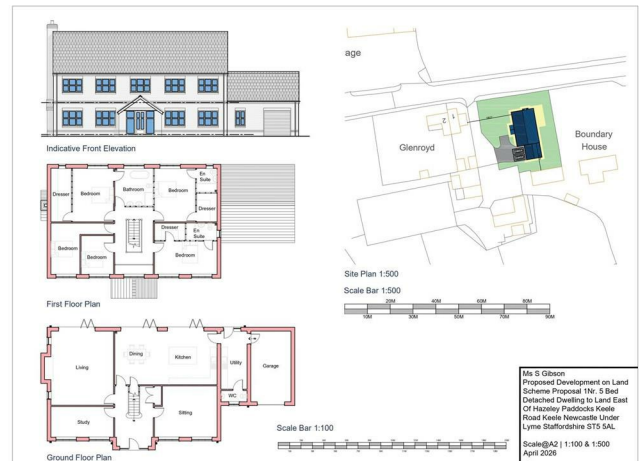 Indicative Front Elevation
Dresser
Bedroom
Bathroom
Bedroom
En
Suite
Dresser
Dresser
En
Suite
Bedroom
Bedroom
Bedroom
First Floor Plan
Living
Dining
Kitchen
Utility
Garage
WC
Study
Sitting
Ground Floor Plan
Scale Bar 1:100
age
Glenroyd
2
1
Boundary
House
Site Plan 1:500
Scale Bar 1:500
20M 40M 60M 80M
10M 30M 50M 70M 90M
Ms S Gibson
Proposed Development on Land
Scheme Proposal 1Nr. 5 Bed
Detached Dwelling to Land East
Of Hazeley Paddocks Keele
Road Keele Newcastle Under
Lyme Staffordshire ST5 5AL
Scale@A2 | 1:100 & 1:500
April 2026